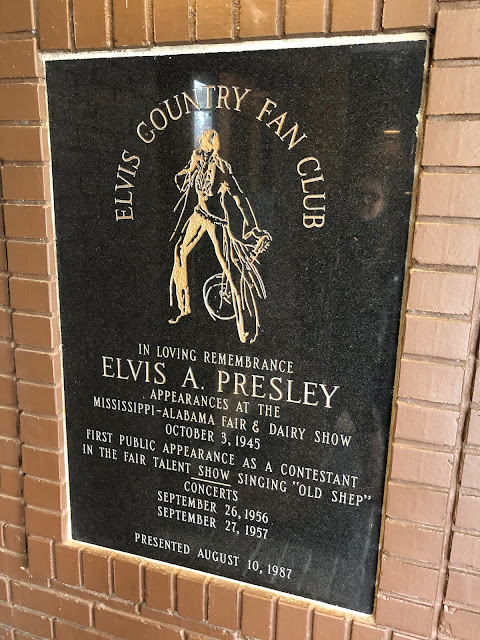 ELVIS COUNTRY FAN CLUB
IN LOVING REMEMBRANCE
ELVIS A. PRESLEY
APPEARANCES AT THE
MISSISSIPPI-ALABAMA FAIR & DAIRY SHOW
OCTOBER 3, 1945
FIRST PUBLIC APPEARANCE AS A CONTESTANT
IN THE FAIR TALENT SHOW SINGING "OLD SHEP"
CONCERTS
SEPTEMBER 26, 1956
SEPTEMBER 27, 1957
PRESENTED AUGUST 10, 1987